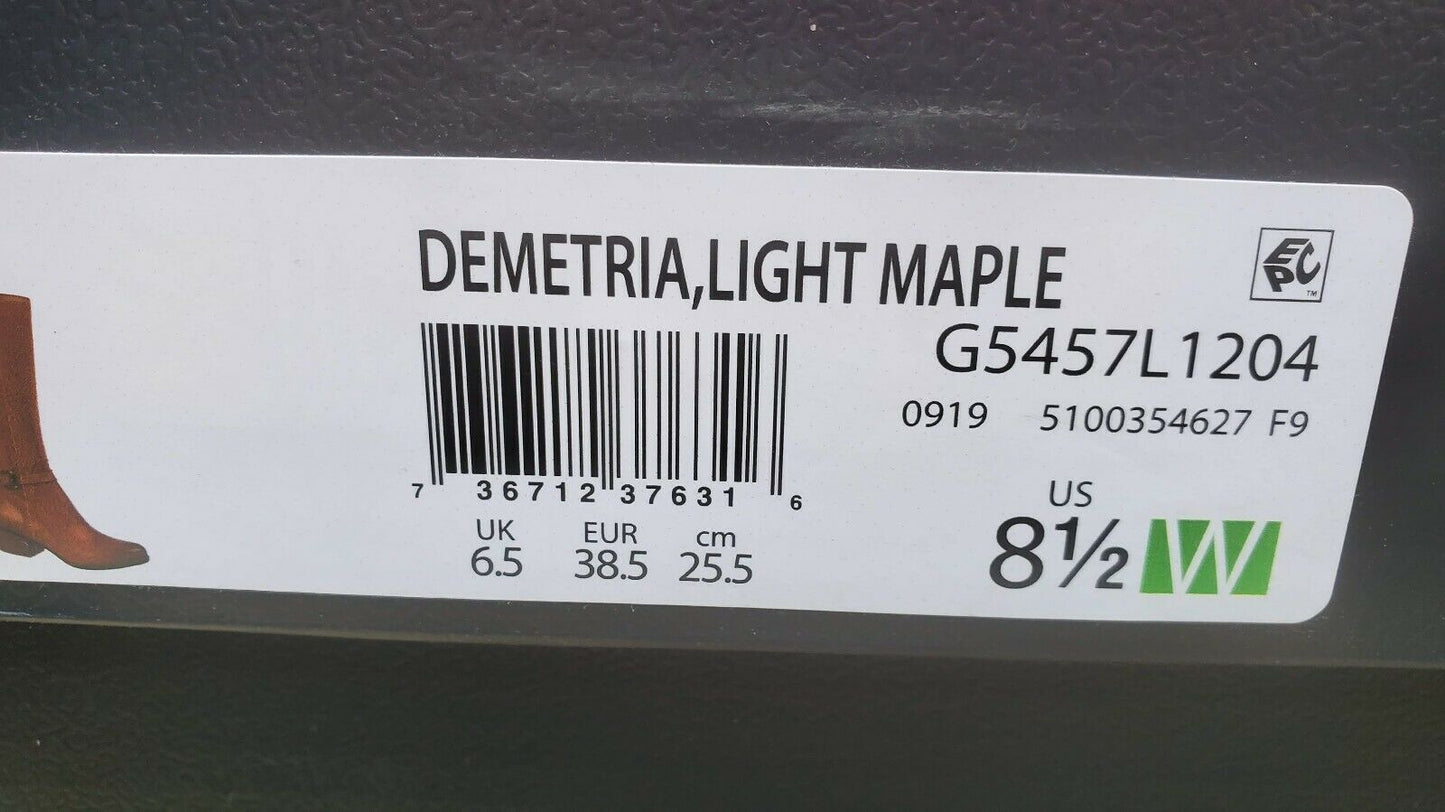 DEMETRIA,LIGHT MAPLE
EPC™
G5457L1204
0919 5100354627 F9
7 36712 37631 6
UK EUR cm
6.5 38.5 25.5
US
8½ W